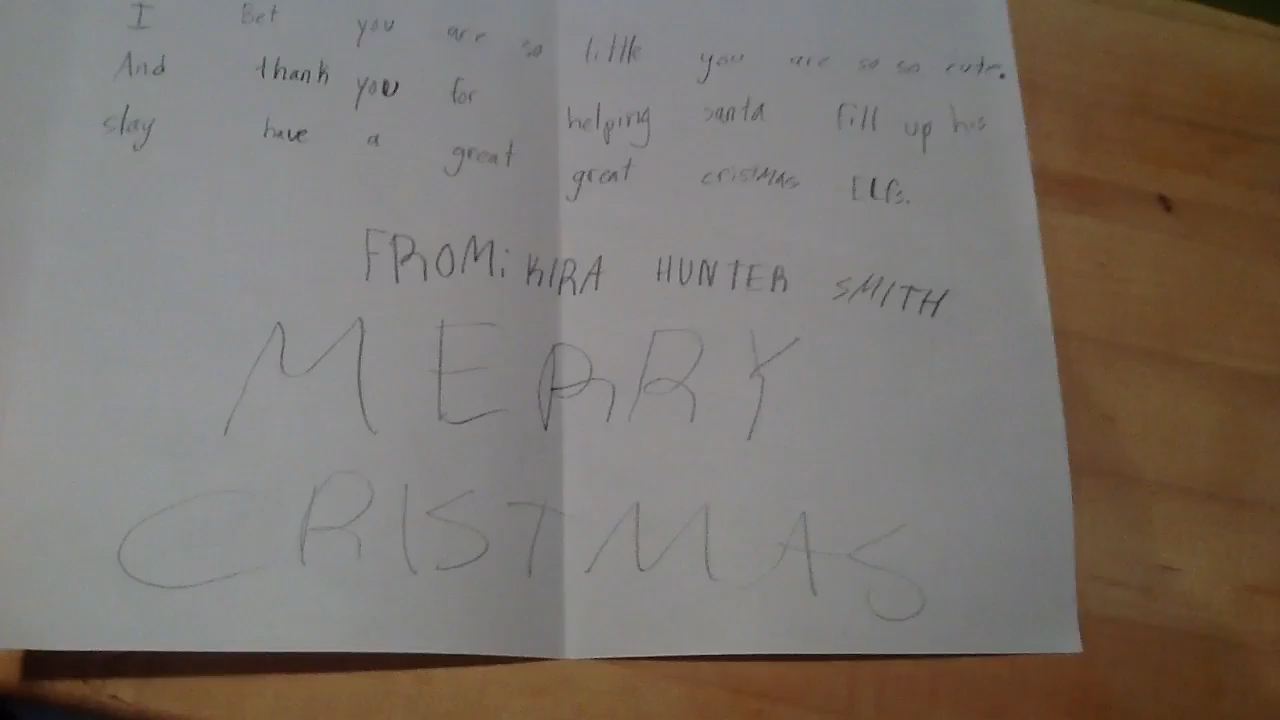 I Bet you are so little you are so so cute.
And thank you for helping santa fill up his
slay have a great great cristmas ELFs.
FROM: KIRA HUNTER SMITH
MERRY
CRISTMAS